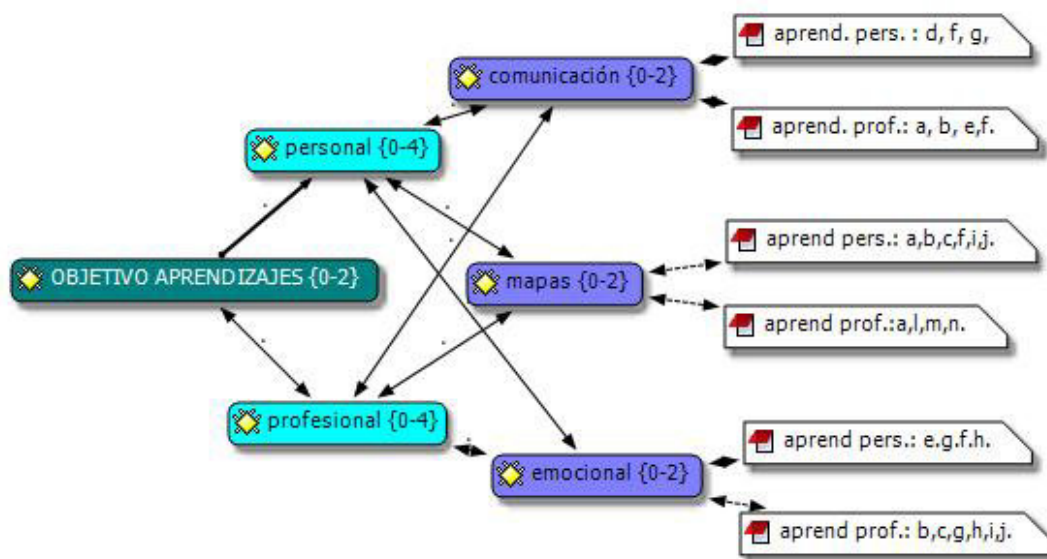 aprend. pers. : d, f, g,
comunicación {0-2}
aprend. prof.: a, b, e,f.
personal {0-4}
aprend pers.: a,b,c,f,i,j.
OBJETIVO APRENDIZAJES {0-2}
mapas {0-2}
aprend prof.:a,l,m,n.
profesional {0-4}
aprend pers.: e.g.f.h.
emocional {0-2}
aprend prof.: b,c,g,h,i,j.